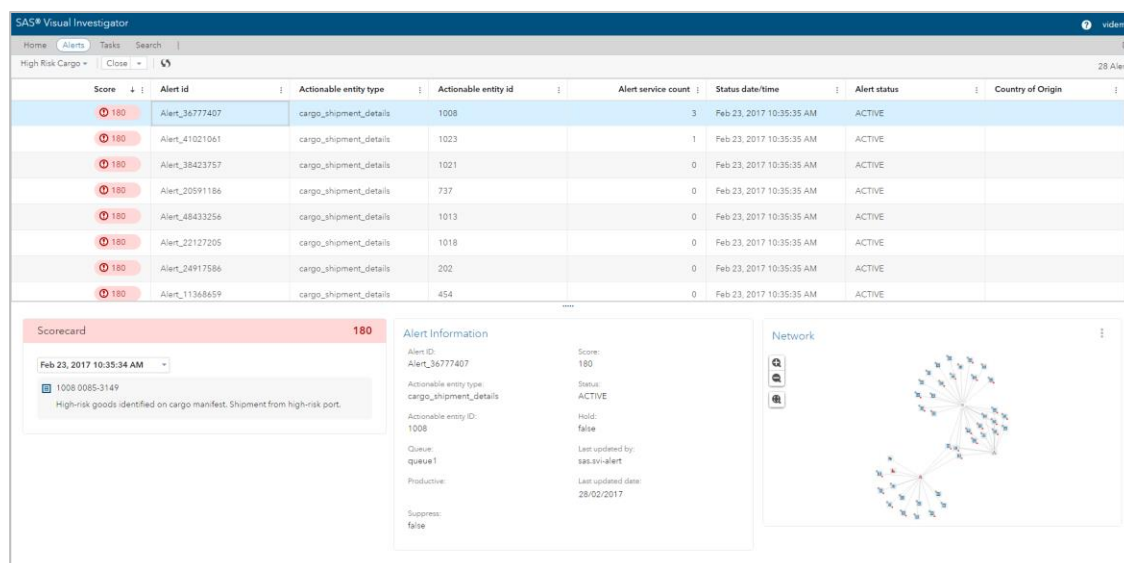 SAS® Visual Investigator
Home Alerts Tasks Search
High Risk Cargo Close
Score Alert id Actionable entity type Actionable entity id Alert service count Status date/time Alert status Country of Origin
180 Alert_36777407 cargo_shipment_details 1008 3 Feb 23, 2017 10:35:35 AM ACTIVE
180 Alert_41021061 cargo_shipment_details 1023 1 Feb 23, 2017 10:35:35 AM ACTIVE
180 Alert_38423757 cargo_shipment_details 1021 0 Feb 23, 2017 10:35:35 AM ACTIVE
180 Alert_20591186 cargo_shipment_details 737 0 Feb 23, 2017 10:35:35 AM ACTIVE
180 Alert_48433256 cargo_shipment_details 1013 0 Feb 23, 2017 10:35:35 AM ACTIVE
180 Alert_22127205 cargo_shipment_details 1018 0 Feb 23, 2017 10:35:35 AM ACTIVE
180 Alert_24917586 cargo_shipment_details 202 0 Feb 23, 2017 10:35:35 AM ACTIVE
180 Alert_11368659 cargo_shipment_details 454 0 Feb 23, 2017 10:35:35 AM ACTIVE
Scorecard 180
Feb 23, 2017 10:35:34 AM
1008 0085-3149
High-risk goods identified on cargo manifest. Shipment from high-risk port.
Alert Information
Alert ID: Score:
Alert_36777407 180
Actionable entity type: Status:
cargo_shipment_details ACTIVE
Actionable entity ID: Hold:
1008 false
Queue: Last updated by:
queue1 sas.svi-alert
Productive: Last updated date:
28/02/2017
Suppress:
false
Network